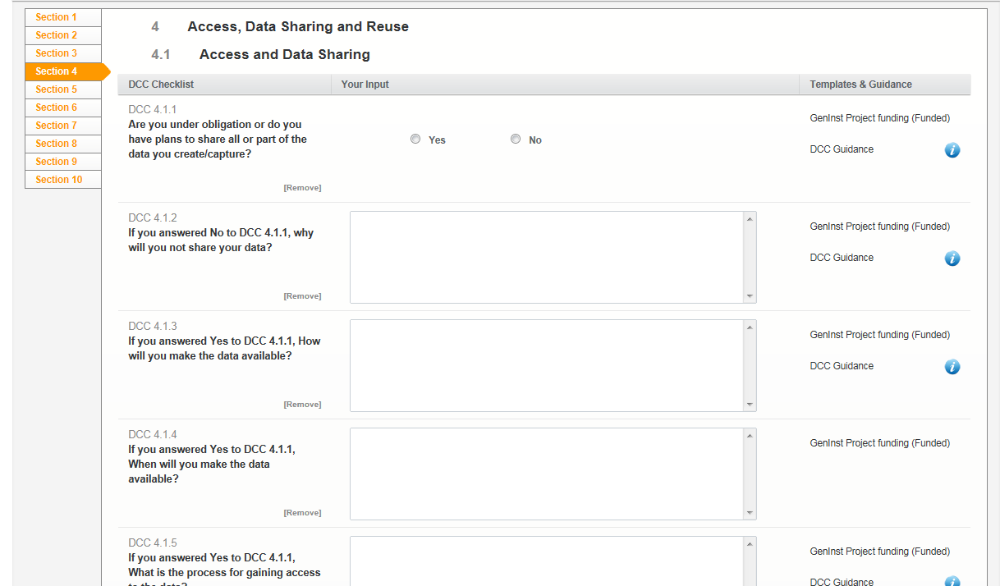 Section 1
Section 2
Section 3
Section 4
Section 5
Section 6
Section 7
Section 8
Section 9
Section 10
4 Access, Data Sharing and Reuse
4.1 Access and Data Sharing
DCC Checklist Your Input Templates & Guidance
DCC 4.1.1
Are you under obligation or do you
have plans to share all or part of the
data you create/capture?
[Remove]
Yes No
GenInst Project funding (Funded)
DCC Guidance i
DCC 4.1.2
If you answered No to DCC 4.1.1, why
will you not share your data?
[Remove]
GenInst Project funding (Funded)
DCC Guidance i
DCC 4.1.3
If you answered Yes to DCC 4.1.1, How
will you make the data available?
[Remove]
GenInst Project funding (Funded)
DCC Guidance i
DCC 4.1.4
If you answered Yes to DCC 4.1.1,
When will you make the data
available?
[Remove]
GenInst Project funding (Funded)
DCC 4.1.5
If you answered Yes to DCC 4.1.1,
What is the process for gaining access
to the data?
GenInst Project funding (Funded)
DCC Guidance i